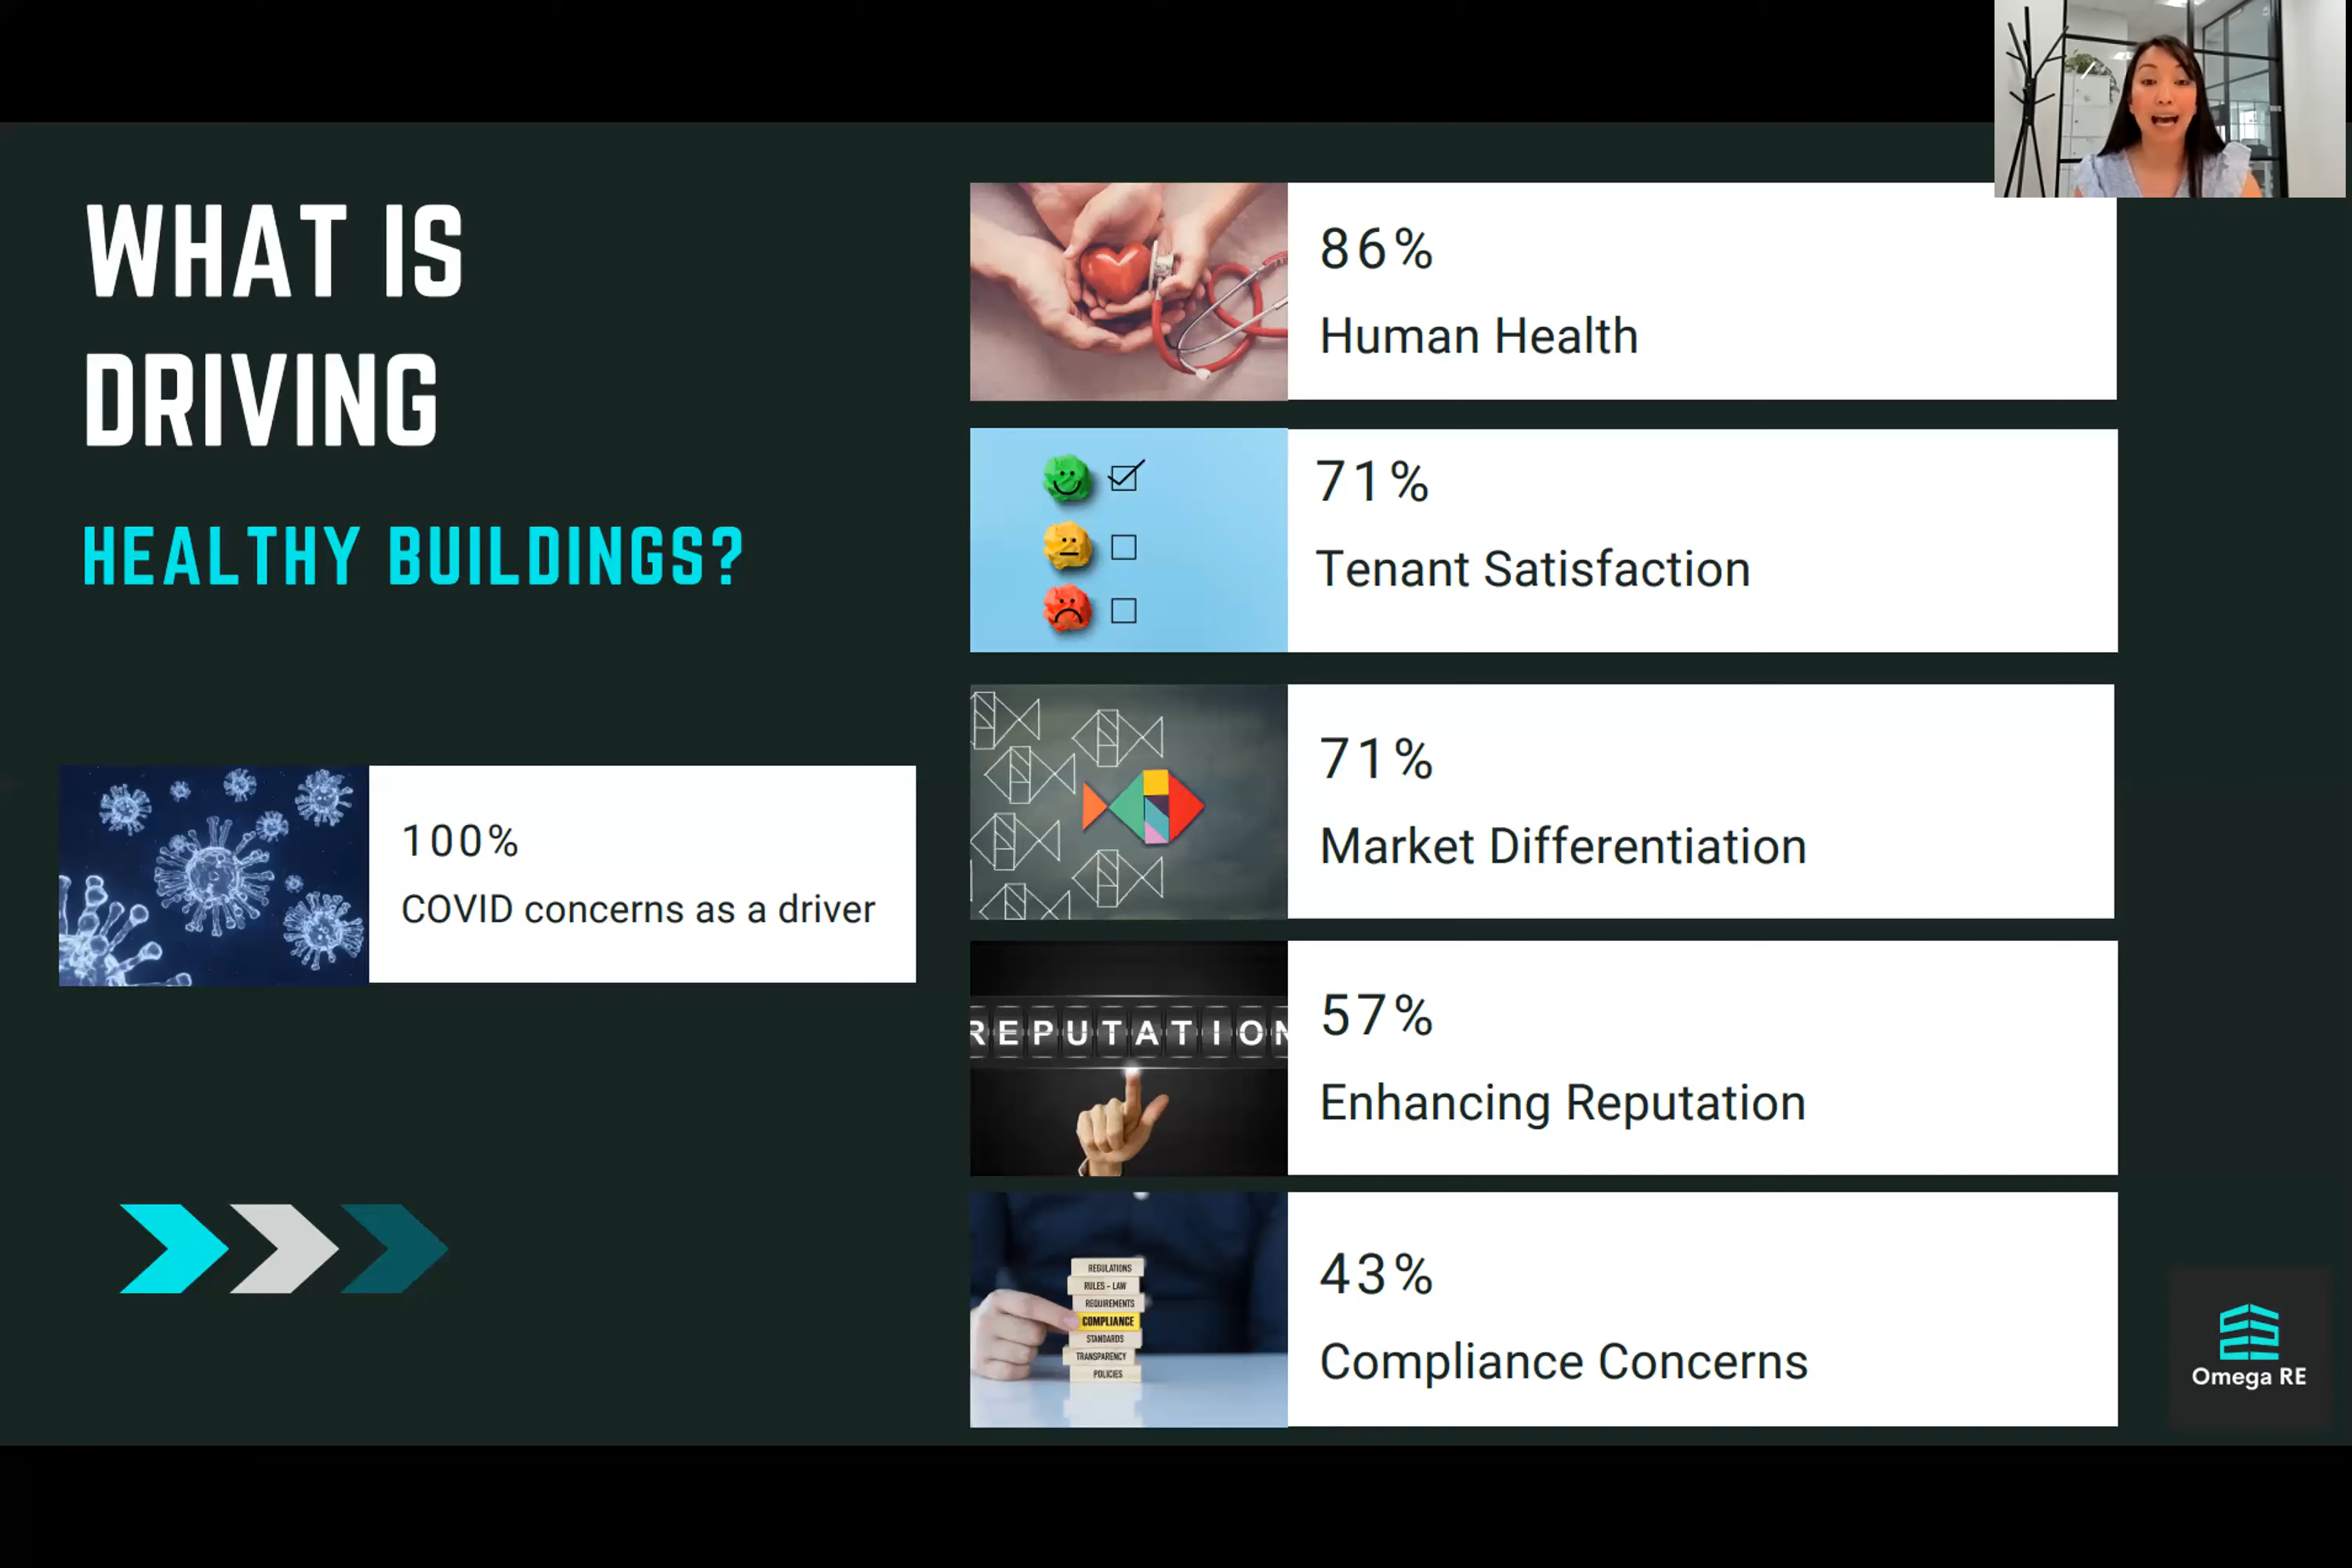 WHAT IS
DRIVING
HEALTHY BUILDINGS?
100%
COVID concerns as a driver
86%
Human Health
71%
Tenant Satisfaction
71%
Market Differentiation
REPUTATION
57%
Enhancing Reputation
REGULATIONS
RULES - LAW
REQUIREMENTS
COMPLIANCE
STANDARDS
TRANSPARENCY
POLICIES
43%
Compliance Concerns
Omega RE